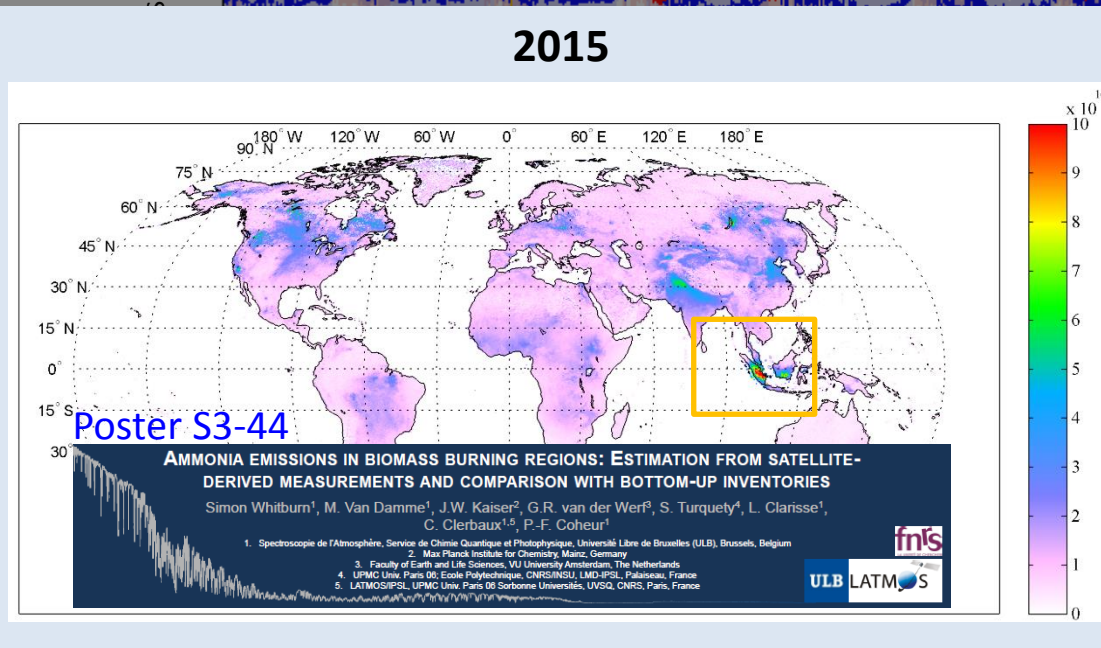 2015
x 10
180° W 120° W 60° W 0° 60° E 120° E 180° E
90° N
75° N
60° N
45° N
30° N
15° N
0°
15° S
30°
10
9
8
7
6
5
4
3
2
1
0
Poster S3-44
AMMONIA EMISSIONS IN BIOMASS BURNING REGIONS: ESTIMATION FROM SATELLITE-
DERIVED MEASUREMENTS AND COMPARISON WITH BOTTOM-UP INVENTORIES
Simon Whitburn¹, M. Van Damme¹, J.W. Kaiser², G.R. van der Werf³, S. Turquety⁴, L. Clarisse¹,
C. Clerbaux¹·⁵, P.-F. Coheur¹
1. Spectroscopie de l'Atmosphère, Service de Chimie Quantique et Photophysique, Université Libre de Bruxelles (ULB), Brussels, Belgium
2. Max Planck Institute for Chemistry, Mainz, Germany
3. Faculty of Earth and Life Sciences, VU University Amsterdam, The Netherlands
4. UPMC Univ. Paris 06; Ecole Polytechnique, CNRS/INSU, LMD-IPSL, Palaiseau, France
5. LATMOS/IPSL, UPMC Univ. Paris 06 Sorbonne Universités, UVSQ, CNRS, Paris, France
fnrs
ULB LATMOS